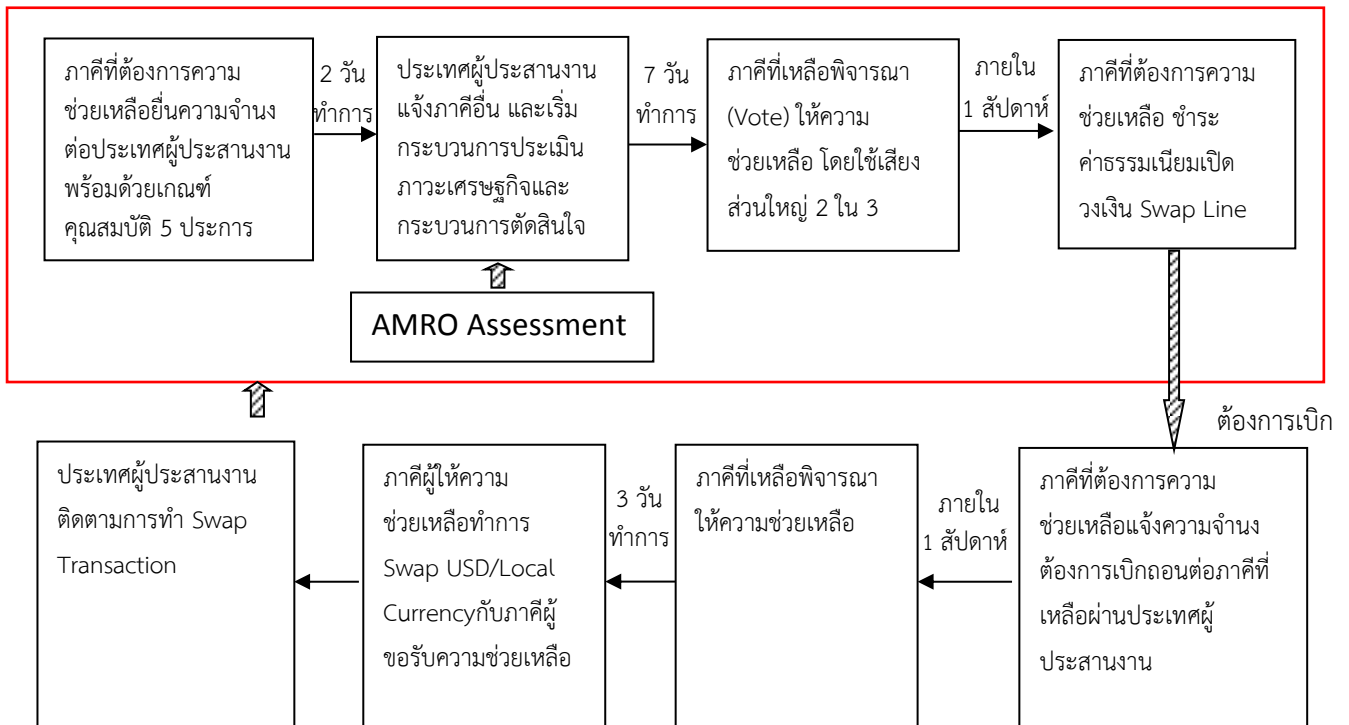 ภาคีที่ต้องการความ
ช่วยเหลือยื่นความจำนง
ต่อประเทศผู้ประสานงาน
พร้อมด้วยเกณฑ์
คุณสมบัติ 5 ประการ
2 วัน
ทำการ
ประเทศผู้ประสานงาน
แจ้งภาคีอื่น และเริ่ม
กระบวนการประเมิน
ภาวะเศรษฐกิจและ
กระบวนการตัดสินใจ
7 วัน
ทำการ
ภาคีที่เหลือพิจารณา
(Vote) ให้ความ
ช่วยเหลือ โดยใช้เสียง
ส่วนใหญ่ 2 ใน 3
ภายใน
1 สัปดาห์
ภาคีที่ต้องการความ
ช่วยเหลือ ชำระ
ค่าธรรมเนียมเปิด
วงเงิน Swap Line
AMRO Assessment
ต้องการเบิก
ภาคีที่ต้องการความ
ช่วยเหลือแจ้งความจำนง
ต้องการเบิกถอนต่อภาคีที่
เหลือผ่านประเทศผู้
ประสานงาน
ภายใน
1 สัปดาห์
ภาคีที่เหลือพิจารณา
ให้ความช่วยเหลือ
3 วัน
ทำการ
ภาคีผู้ให้ความ
ช่วยเหลือทำการ
Swap USD/Local
Currencyกับภาคีผู้
ขอรับความช่วยเหลือ
ประเทศผู้ประสานงาน
ติดตามการทำ Swap
Transaction